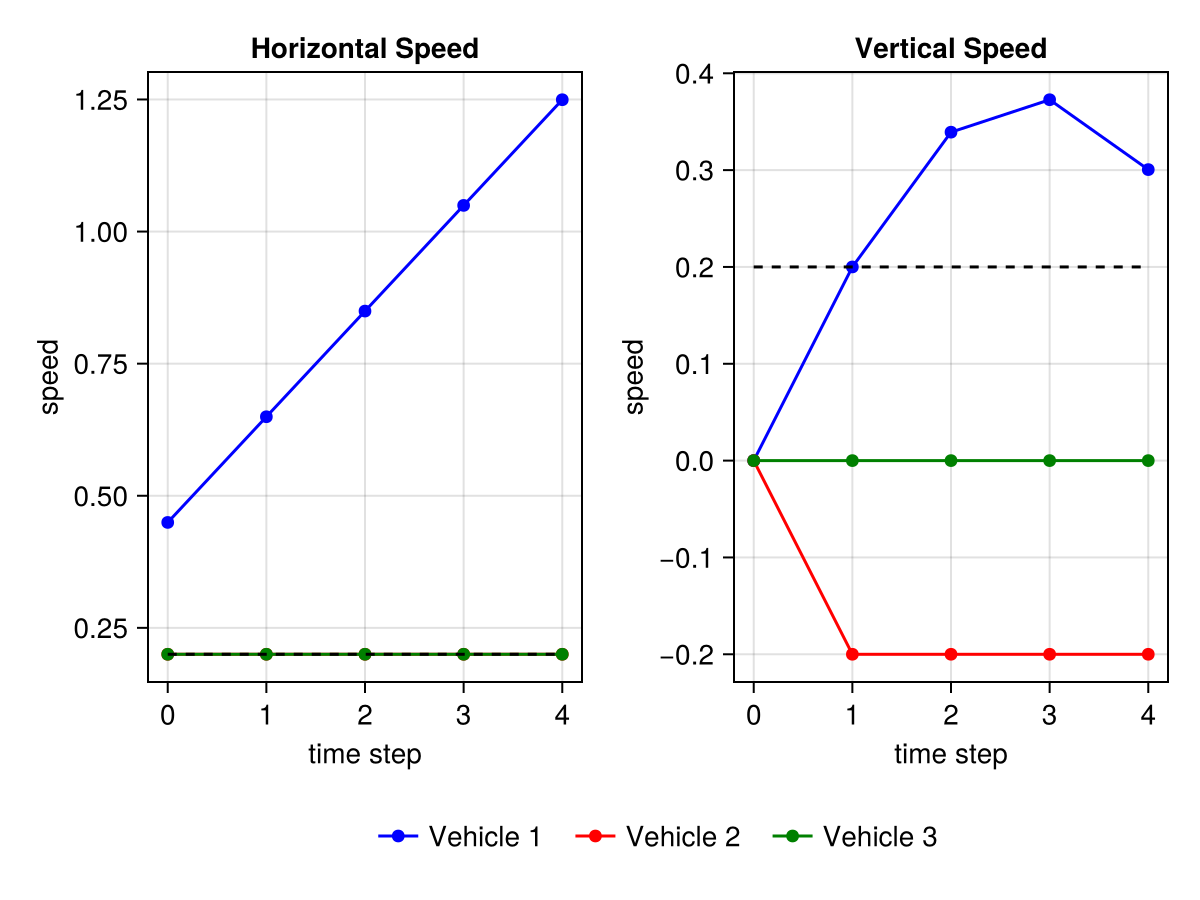 Horizontal Speed
1.25
1.00
0.75
0.50
0.25
speed
0 1 2 3 4
time step
Vertical Speed
0.4
0.3
0.2
0.1
0.0
−0.1
−0.2
speed
0 1 2 3 4
time step
Vehicle 1 Vehicle 2 Vehicle 3